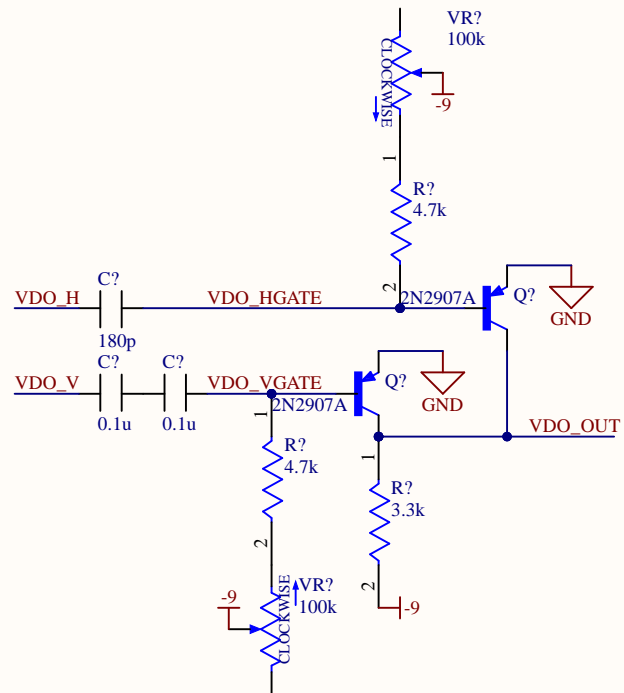 VR?
100k
CLOCKWISE
-9
1
R?
4.7k
2
C?
VDO_H
VDO_HGATE
2N2907A
Q?
GND
180p
C?
C?
VDO_V
VDO_VGATE
Q?
2N2907A
GND
0.1u
0.1u
VDO_OUT
1
R?
4.7k
1
R?
3.3k
2
2
-9
VR?
100k
CLOCKWISE
-9